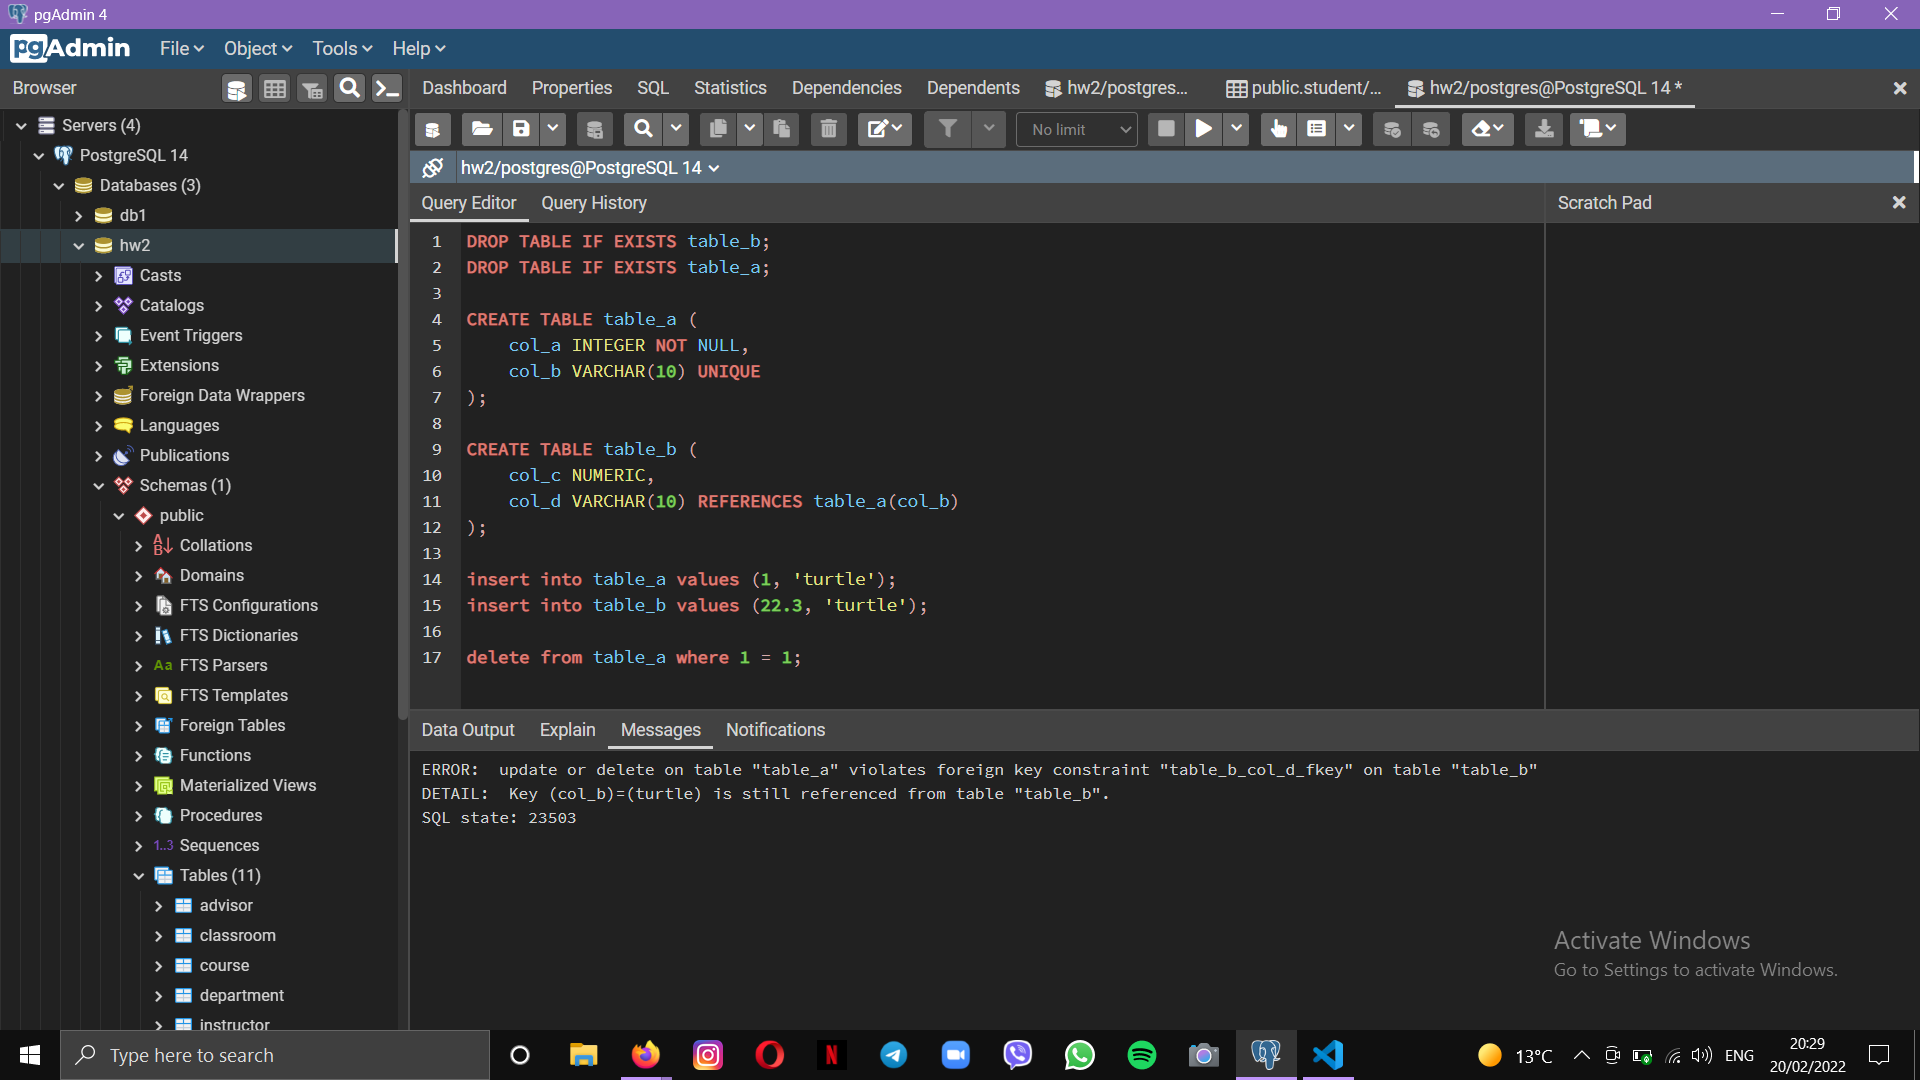 pgAdmin 4
pgAdmin File Object Tools Help
Browser
Dashboard Properties SQL Statistics Dependencies Dependents hw2/postgres... public.student/... hw2/postgres@PostgreSQL 14 *
No limit
hw2/postgres@PostgreSQL 14
Query Editor Query History
Scratch Pad
Servers (4)
PostgreSQL 14
Databases (3)
db1
hw2
Casts
Catalogs
Event Triggers
Extensions
Foreign Data Wrappers
Languages
Publications
Schemas (1)
public
Collations
Domains
FTS Configurations
FTS Dictionaries
Aa FTS Parsers
FTS Templates
Foreign Tables
Functions
Materialized Views
Procedures
1..3 Sequences
Tables (11)
advisor
classroom
course
department
instructor
1 DROP TABLE IF EXISTS table_b;
2 DROP TABLE IF EXISTS table_a;
3
4 CREATE TABLE table_a (
5 col_a INTEGER NOT NULL,
6 col_b VARCHAR(10) UNIQUE
7 );
8
9 CREATE TABLE table_b (
10 col_c NUMERIC,
11 col_d VARCHAR(10) REFERENCES table_a(col_b)
12 );
13
14 insert into table_a values (1, 'turtle');
15 insert into table_b values (22.3, 'turtle');
16
17 delete from table_a where 1 = 1;
Data Output Explain Messages Notifications
ERROR: update or delete on table "table_a" violates foreign key constraint "table_b_col_d_fkey" on table "table_b"
DETAIL: Key (col_b)=(turtle) is still referenced from table "table_b".
SQL state: 23503
Activate Windows
Go to Settings to activate Windows.
Type here to search
N
13°C
ENG
20:29
20/02/2022